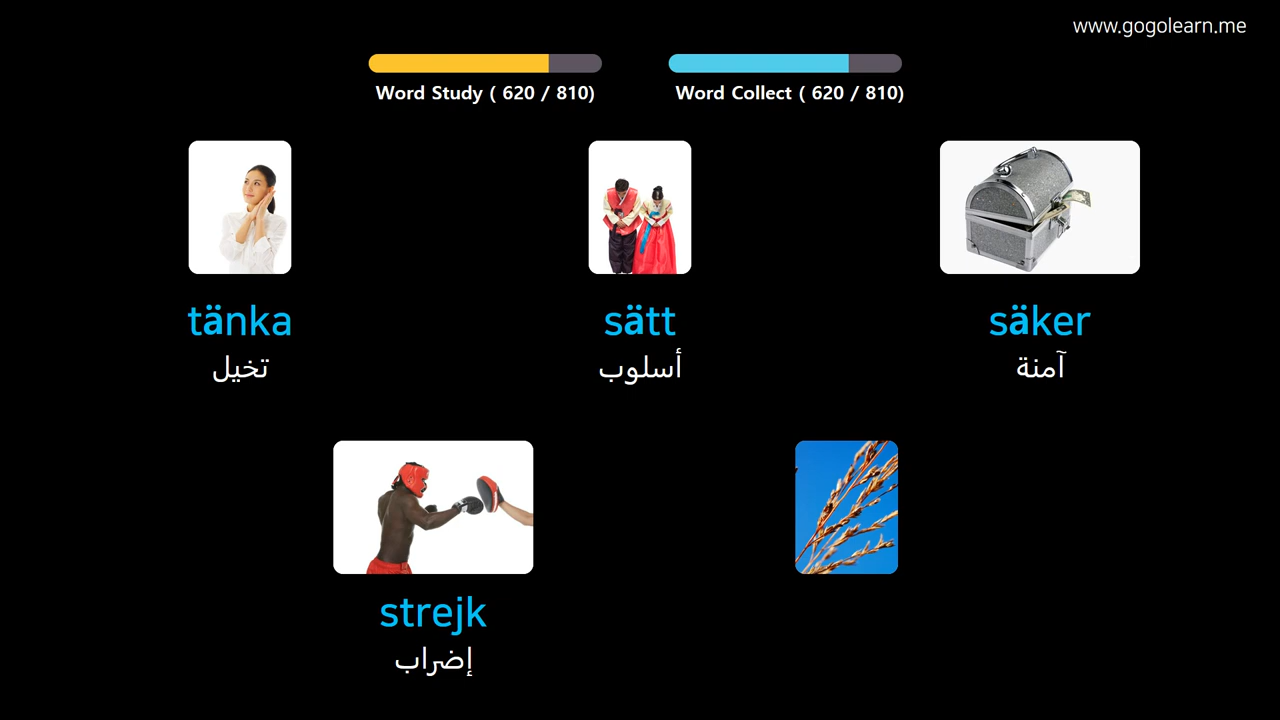 www.gogolearn.me
Word Study ( 620 / 810)
Word Collect ( 620 / 810)
tänka
تخيل
sätt
أسلوب
säker
آمنة
strejk
إضراب